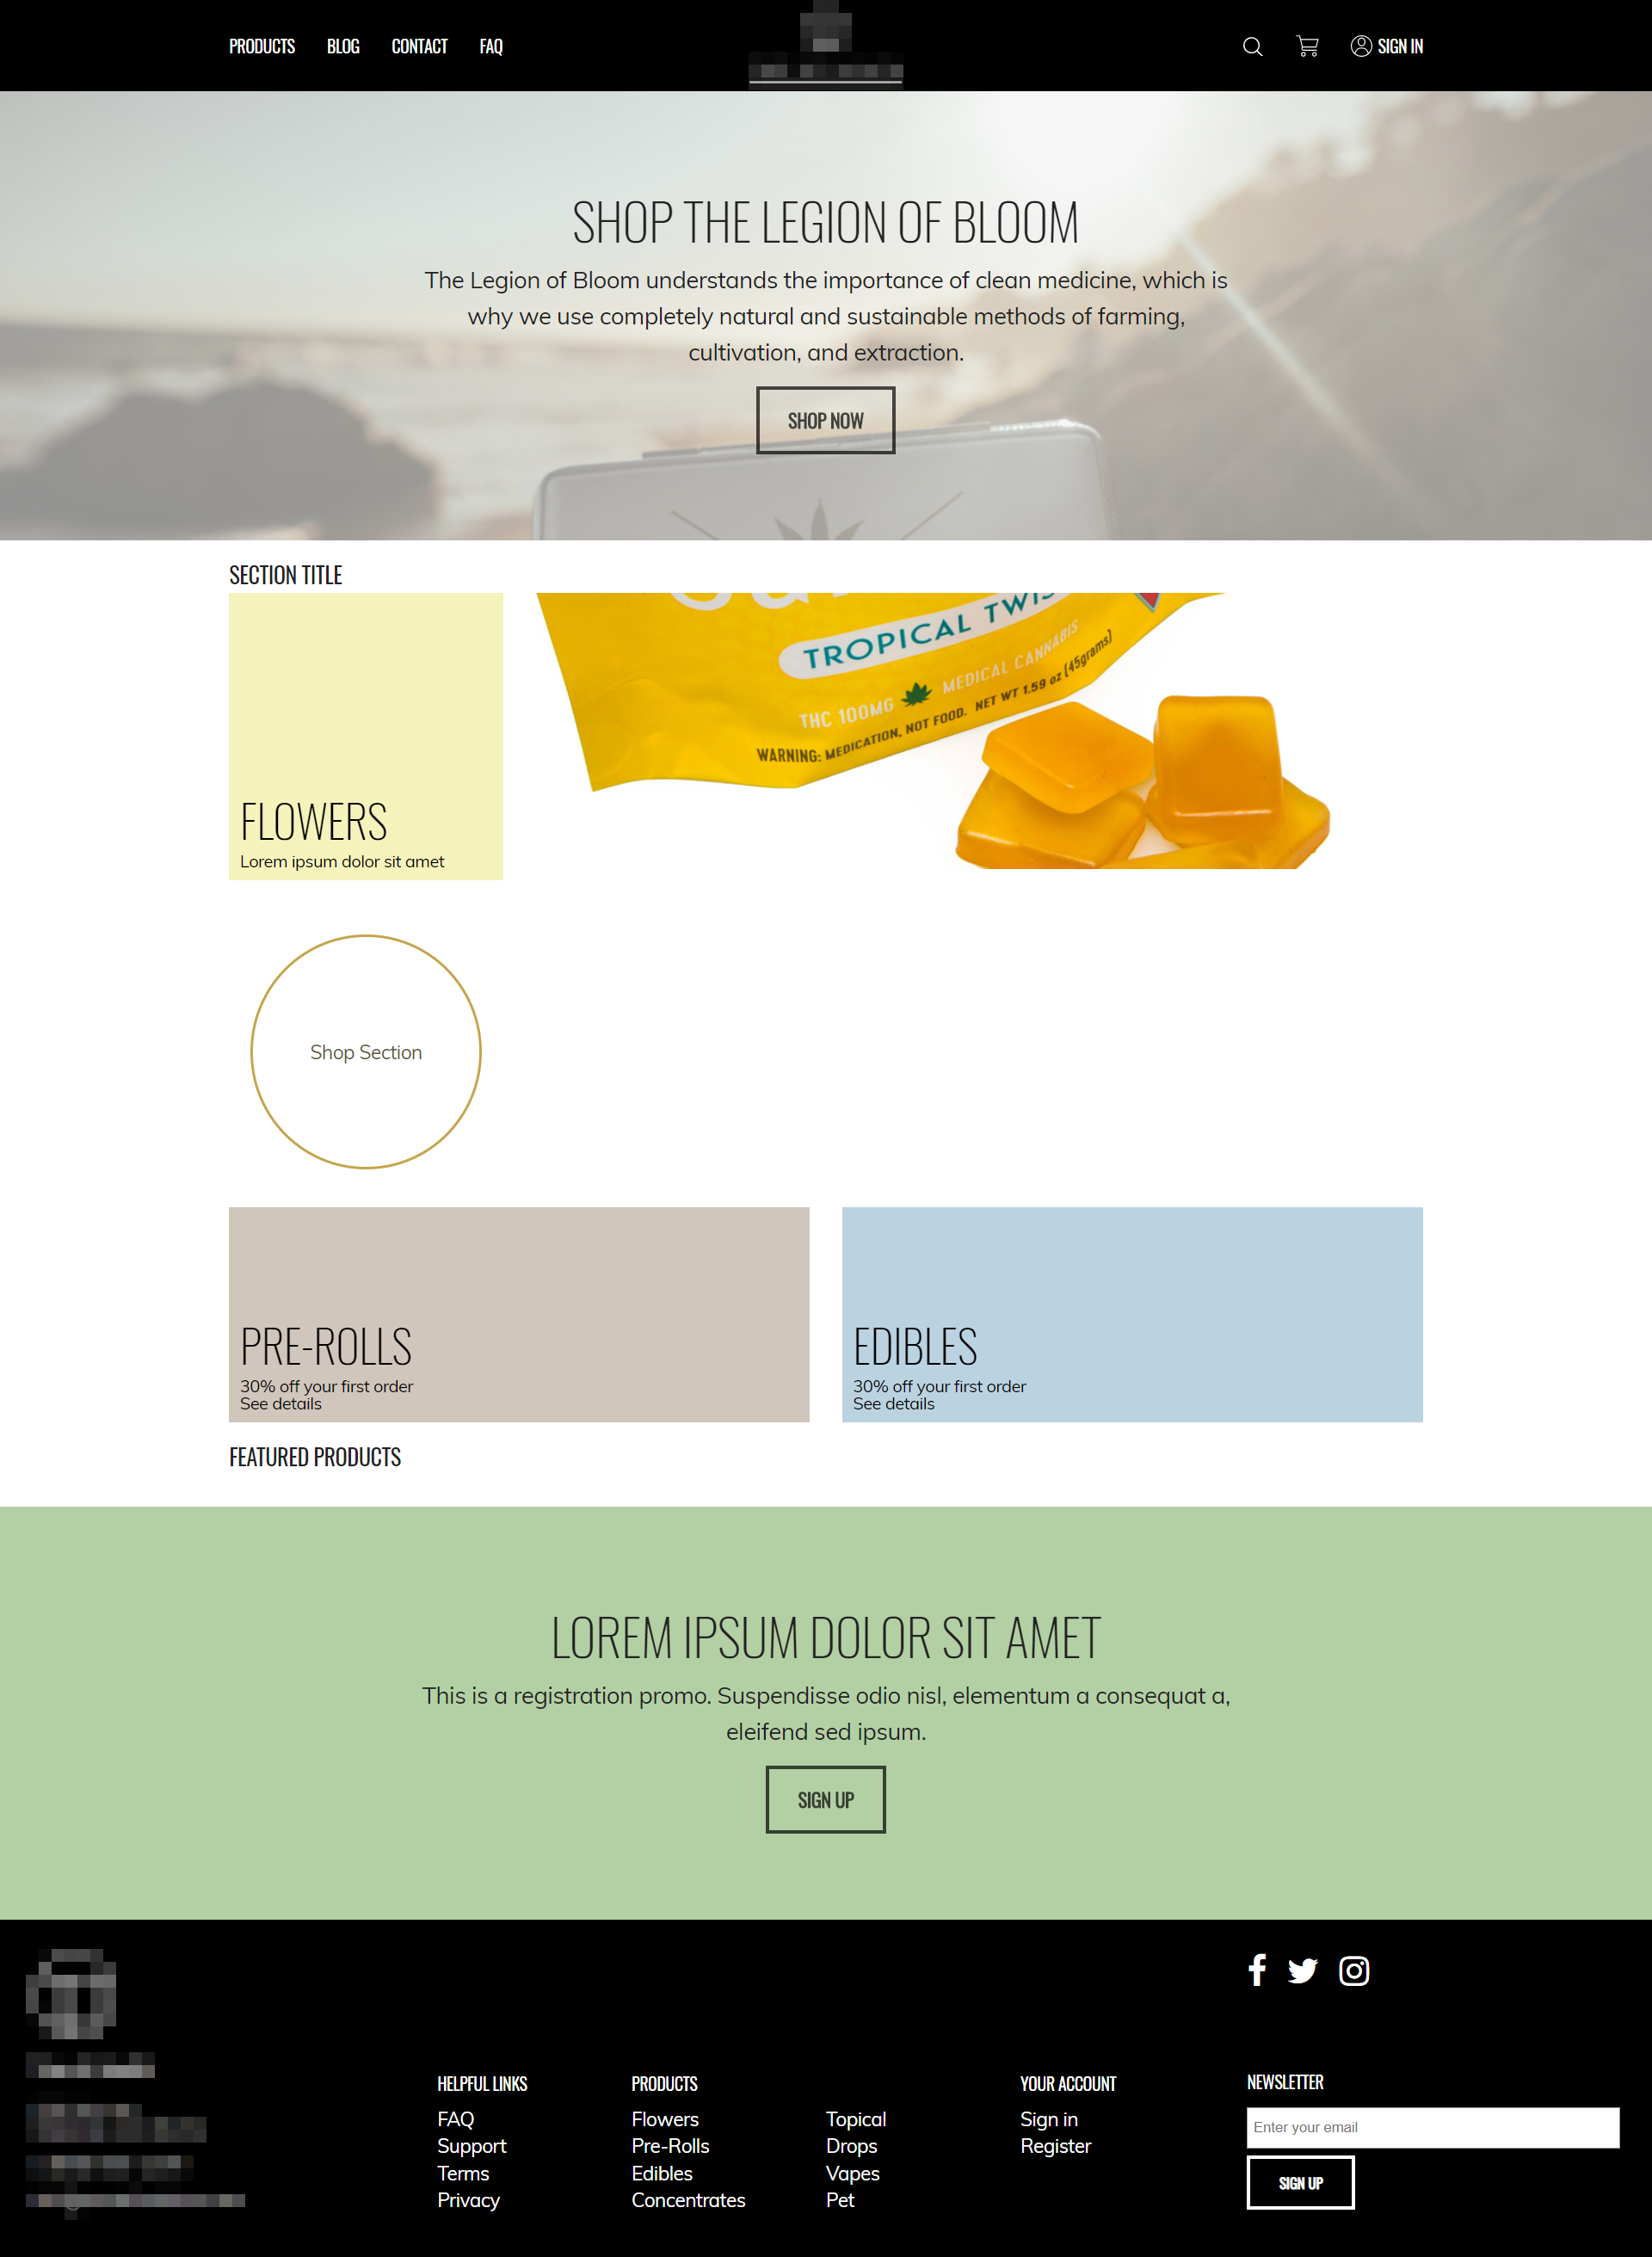 PRODUCTS BLOG CONTACT FAQ SIGN IN
SHOP THE LEGION OF BLOOM
The Legion of Bloom understands the importance of clean medicine, which is
why we use completely natural and sustainable methods of farming,
cultivation, and extraction.
SHOP NOW
SECTION TITLE
TROPICAL TWIS
THC 100MG MEDICAL CANNABIS
WARNING: MEDICATION, NOT FOOD. NET WT 1.59 oz (45grams)
FLOWERS
Lorem ipsum dolor sit amet
Shop Section
PRE-ROLLS
30% off your first order
See details
EDIBLES
30% off your first order
See details
FEATURED PRODUCTS
LOREM IPSUM DOLOR SIT AMET
This is a registration promo. Suspendisse odio nisl, elementum a consequat a,
eleifend sed ipsum.
SIGN UP
HELPFUL LINKS
FAQ
Support
Terms
Privacy
PRODUCTS
Flowers
Pre-Rolls
Edibles
Concentrates
Topical
Drops
Vapes
Pet
YOUR ACCOUNT
Sign in
Register
NEWSLETTER
Enter your email
SIGN UP